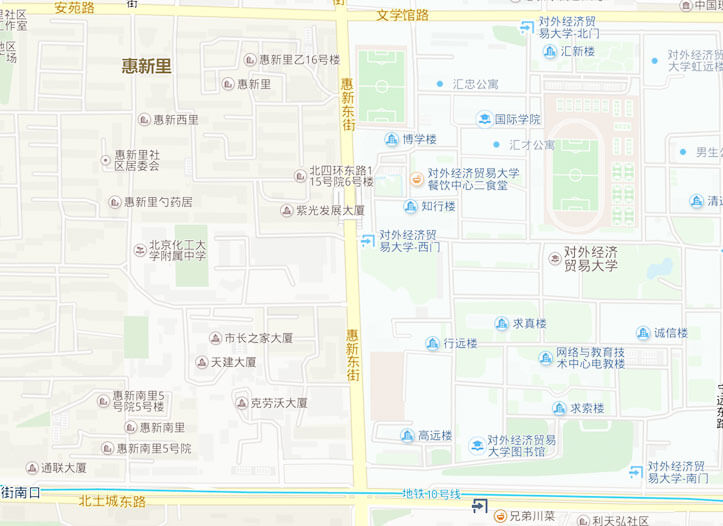 安苑路
街
街
文学馆路
中国现
里社区
工作室
对外经济贸
易大学-北门
汇新楼
地区
广场
惠新里乙16号楼
惠新里
惠新里
对外经济贸
大学虹远楼
汇忠公寓
惠新东街
惠新西里
国际学院
博学楼
汇才公寓
男生公
惠新里社
区居委会
北四环东路1
15号院6号楼
对外经济贸易大学
餐饮中心二食堂
惠新里勺药居
紫光发展大厦
知行楼
清远
北京化工大
学附属中学
对外经济贸
易大学-西门
对外经济
贸易大学
求真楼
诚信楼
市长之家大厦
惠新东街
行远楼
天建大厦
网络与教育技
术中心电教楼
惠新南里5
号院5号楼
克劳沃大厦
求索楼
远东路
惠新南里
高远楼
惠新南里5号院
对外经济贸易
大学图书馆
通联大厦
对外经济贸
易大学-南门
街南口
北土城东路
地铁10号线
兄弟川菜
利天弘社区